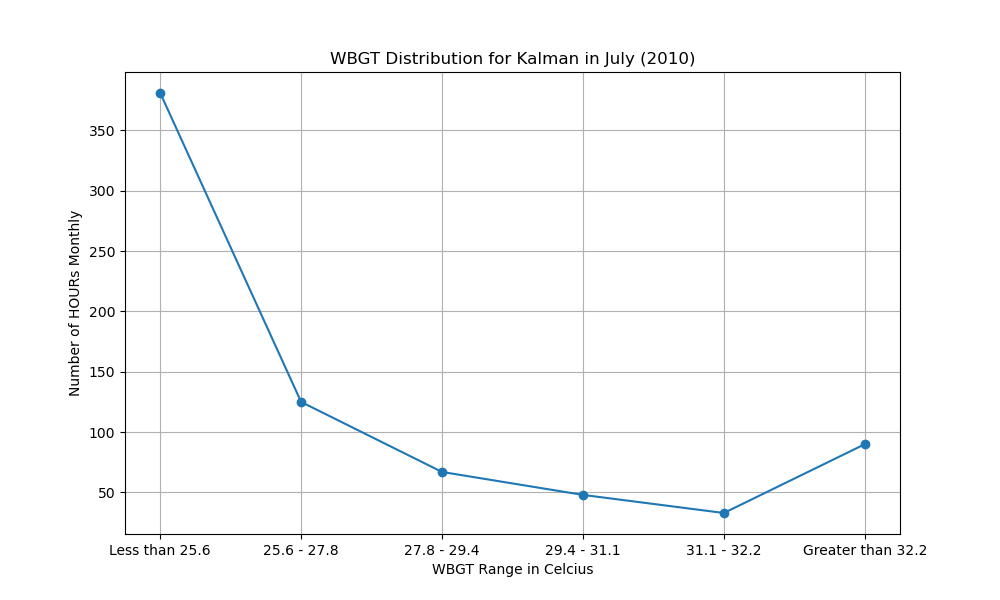 WBGT Distribution for Kalman in July (2010)
Number of HOURs Monthly
350
300
250
200
150
100
50
Less than 25.6
25.6 - 27.8
27.8 - 29.4
29.4 - 31.1
31.1 - 32.2
Greater than 32.2
WBGT Range in Celcius